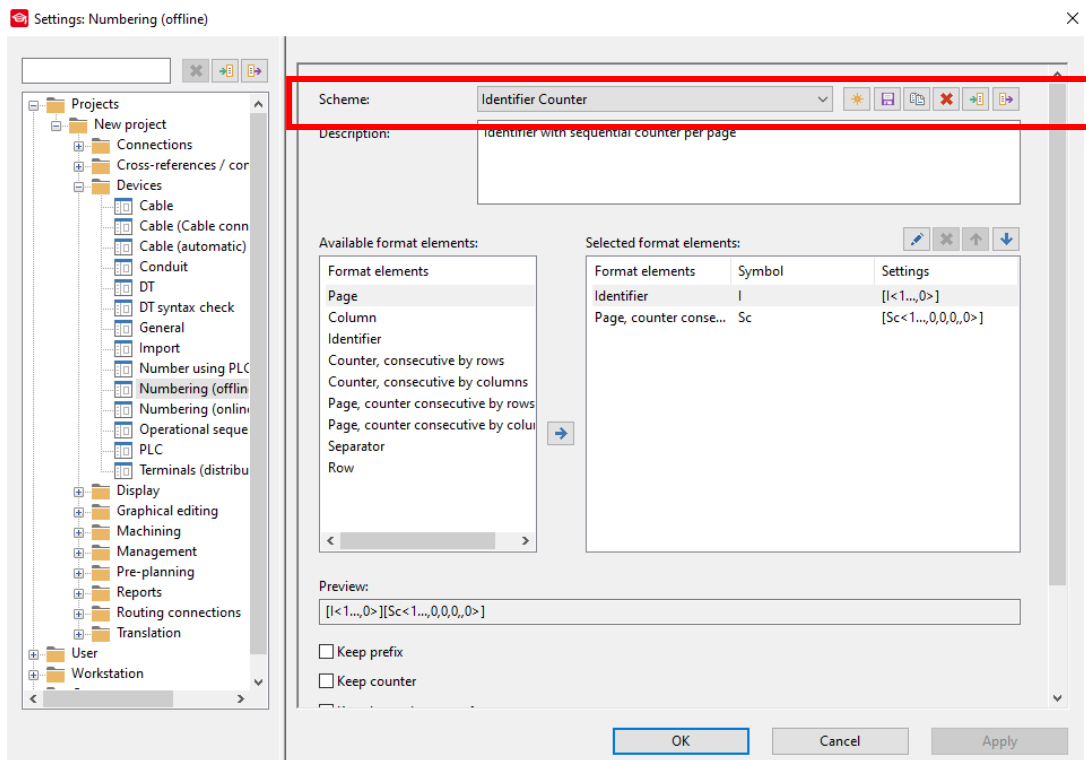 Settings: Numbering (offline)
Projects
New project
Connections
Cross-references / con
Devices
Cable
Cable (Cable conn
Cable (automatic)
Conduit
DT
DT syntax check
General
Import
Number using PLC
Numbering (offlin
Numbering (onlin
Operational seque
PLC
Terminals (distribu
Display
Graphical editing
Machining
Management
Pre-planning
Reports
Routing connections
Translation
User
Workstation
Scheme:
Identifier Counter
Description:
Identifier with sequential counter per page
Available format elements:
Format elements
Page
Column
Identifier
Counter, consecutive by rows
Counter, consecutive by columns
Page, counter consecutive by rows
Page, counter consecutive by colu
Separator
Row
Selected format elements:
Format elements Symbol Settings
Identifier I [I<1...,0>]
Page, counter conse... Sc [Sc<1...,0,0,0,,0>]
Preview:
[I<1...,0>][Sc<1...,0,0,0,,0>]
Keep prefix
Keep counter
OK Cancel Apply